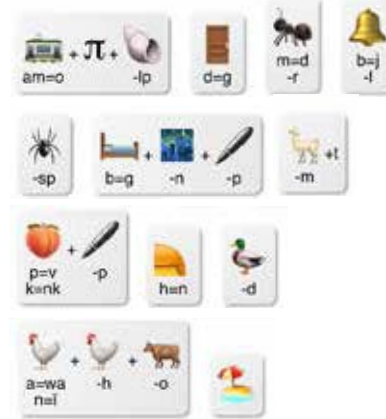 + π +
am=o -lp d=g m=d b=j
-r -l
+ + +t
-sp b=g -n -p -m
+
p=v -p h=n -d
k=nk
+ +
a=wa -h -o
n=l